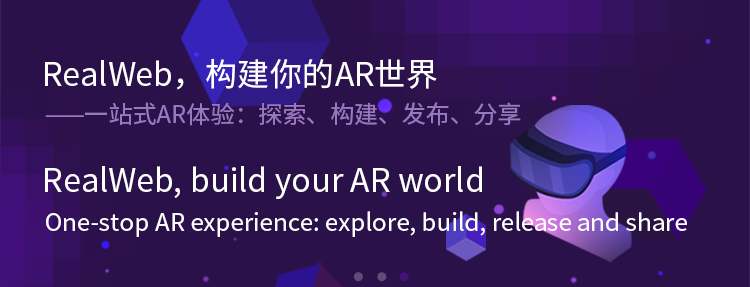 RealWeb，构建你的AR世界
——一站式AR体验：探索、构建、发布、分享
RealWeb, build your AR world
One-stop AR experience: explore, build, release and share